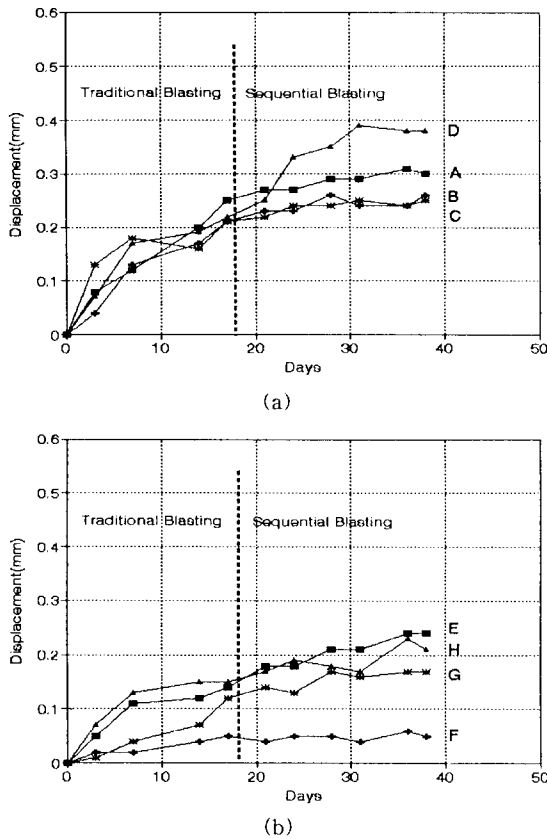 0.6
0.5
Traditional Blasting Sequential Blasting
0.4
D
Displacement(mm)
0.3
A
B
0.2
C
0.1
0
0 10 20 30 40 50
Days
(a)
0.6
0.5
Traditional Blasting Sequential Blasting
0.4
Displacement(mm)
0.3
E
0.2
H
G
0.1
F
0
0 10 20 30 40 50
Days
(b)